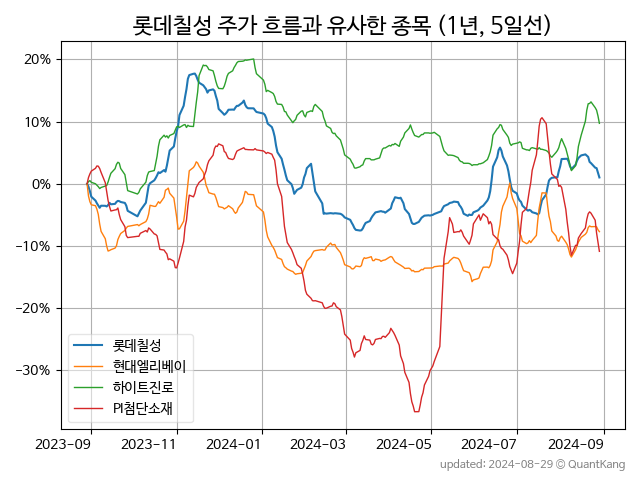 롯데칠성 주가 흐름과 유사한 종목 (1년, 5일선)
20%
10%
0%
−10%
−20%
−30%
롯데칠성
현대엘리베이
하이트진로
PI첨단소재
2023-09
2023-11
2024-01
2024-03
2024-05
2024-07
2024-09
updated: 2024-08-29 © QuantKang